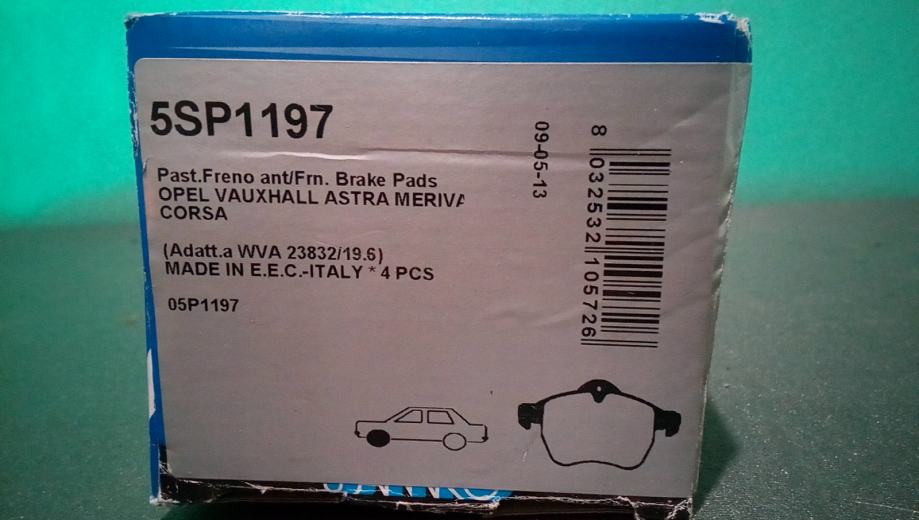 5SP1197
Past.Freno ant/Frn. Brake Pads
OPEL VAUXHALL ASTRA MERIVA
CORSA
(Adatt.a WVA 23832/19.6)
MADE IN E.E.C.-ITALY * 4 PCS
05P1197
09-05-13
8 032532 105726